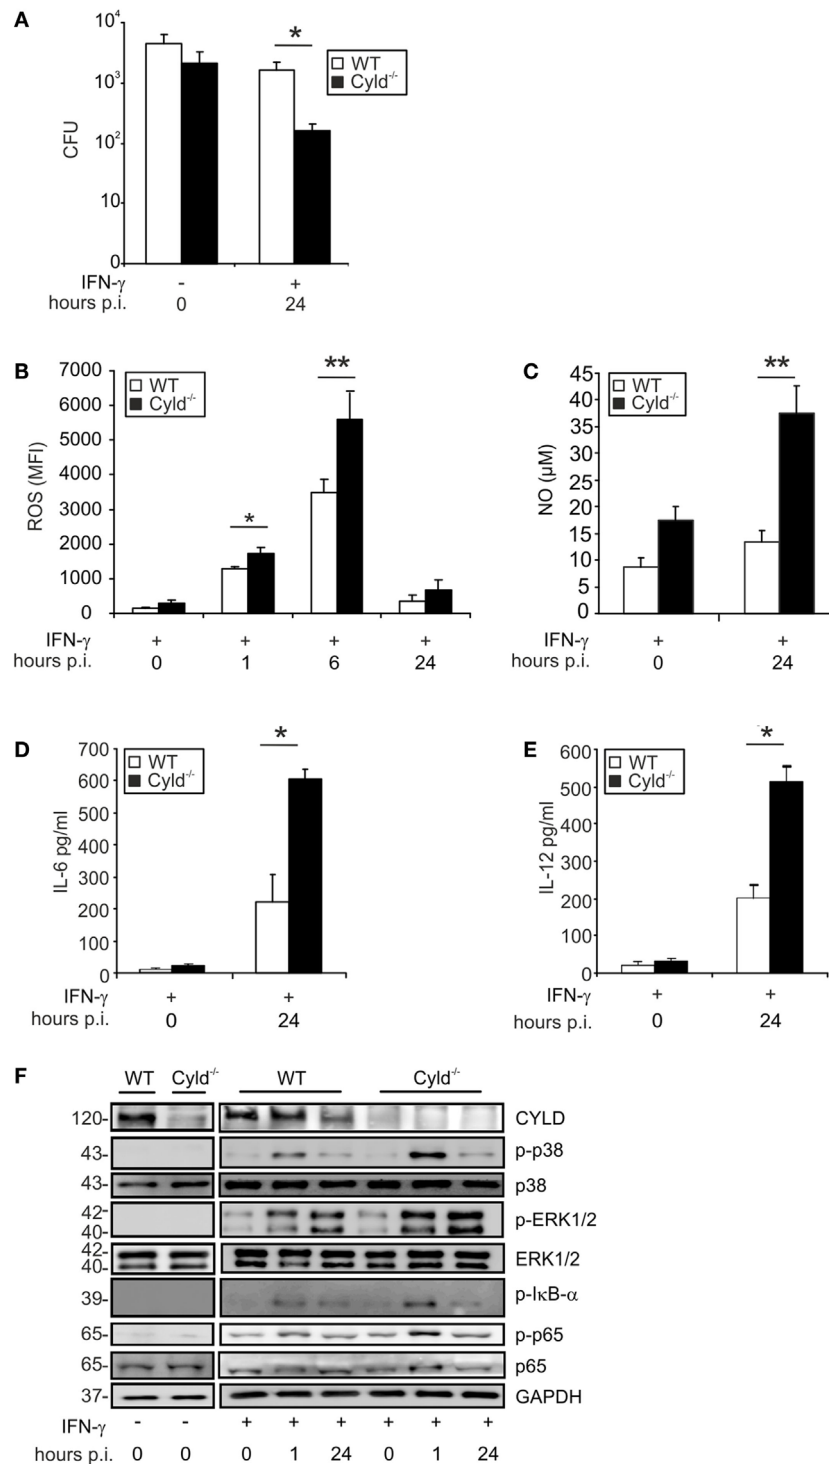 A
10⁴
10³
10²
10
0
CFU
*
WT
Cyld-/-
IFN-γ - +
hours p.i. 0 24
B
7000
6000
5000
4000
3000
2000
1000
0
ROS (MFI)
WT
Cyld-/-
*
**
IFN-γ + + + +
hours p.i. 0 1 6 24
C
45
40
35
30
25
20
15
10
5
0
NO (µM)
WT
Cyld-/-
**
IFN-γ + +
hours p.i. 0 24
D
700
600
500
400
300
200
100
0
IL-6 pg/ml
WT
Cyld-/-
*
IFN-γ + +
hours p.i. 0 24
E
600
500
400
300
200
100
0
IL-12 pg/ml
WT
Cyld-/-
*
IFN-γ + +
hours p.i. 0 24
F
WT Cyld-/- WT Cyld-/-
120- CYLD
43- p-p38
43- p38
42-
40- p-ERK1/2
42-
40- ERK1/2
39- p-IκB-α
65- p-p65
65- p65
37- GAPDH
IFN-γ - - + + + + + +
hours p.i. 0 0 0 1 24 0 1 24